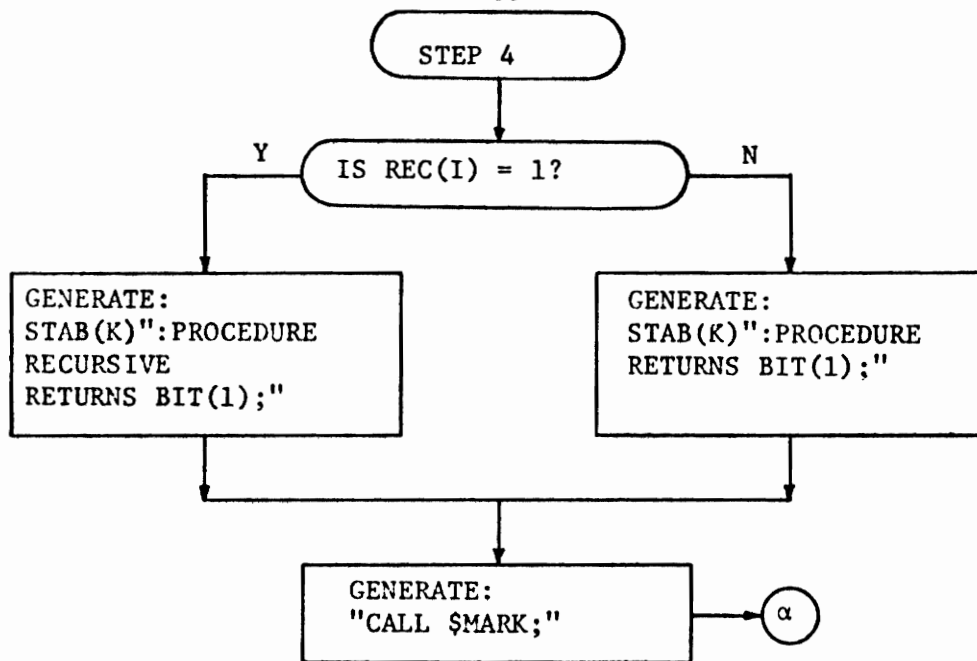 STEP 4
IS REC(I) = 1?
Y
N
GENERATE:
STAB(K)":PROCEDURE
RECURSIVE
RETURNS BIT(1);"
GENERATE:
STAB(K)":PROCEDURE
RETURNS BIT(1);"
GENERATE:
"CALL $MARK;"
α